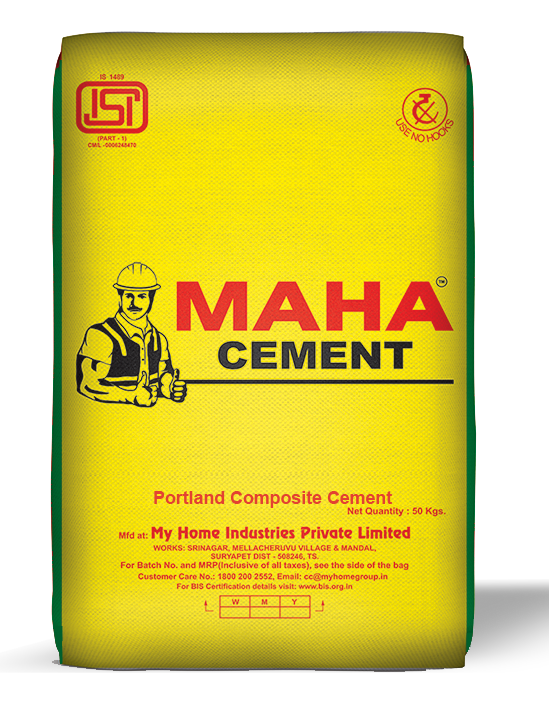 IS 1489
ISI
(PART - 1)
CM/L -0000248470
USE NO HOOKS
MAHA TM
CEMENT
Portland Composite Cement
Net Quantity : 50 Kgs.
Mfd at: My Home Industries Private Limited
WORKS: SRINAGAR, MELLACHERUVU VILLAGE & MANDAL,
SURYAPET DIST - 508246, TS.
For Batch No. and MRP(Inclusive of all taxes), see the side of the bag
Customer Care No.: 1800 200 2552, Email: cc@myhomegroup.in
For BIS Certification details visit: www.bis.org.in
W M Y